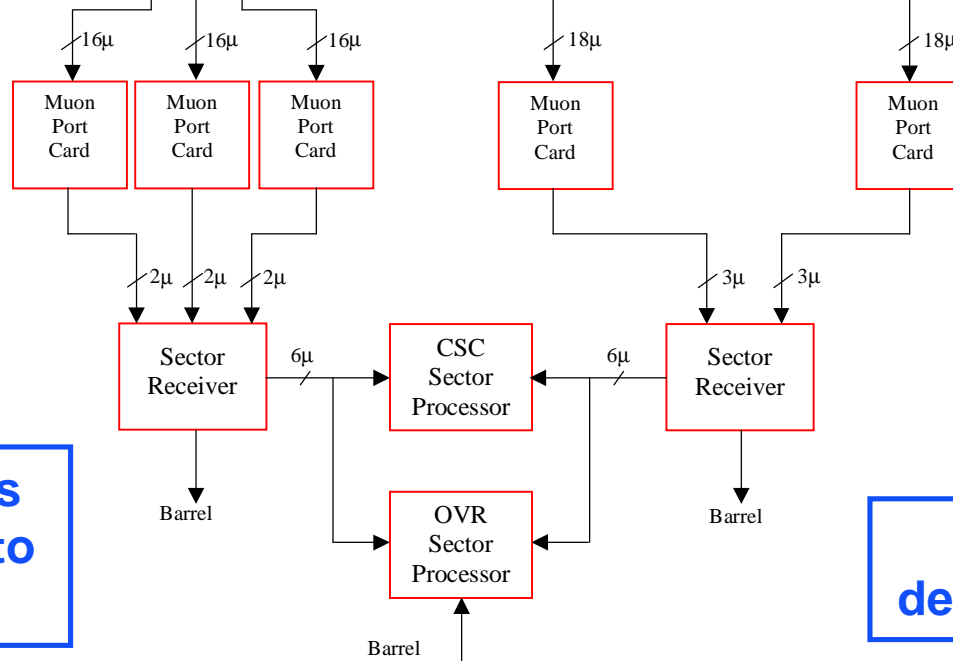 16µ
16µ
16µ
18µ
18µ
Muon
Port
Card
Muon
Port
Card
Muon
Port
Card
Muon
Port
Card
Muon
Port
Card
2µ
2µ
2µ
3µ
3µ
Sector
Receiver
6µ
CSC
Sector
Processor
6µ
Sector
Receiver
Barrel
Barrel
OVR
Sector
Processor
Barrel
s
to
de